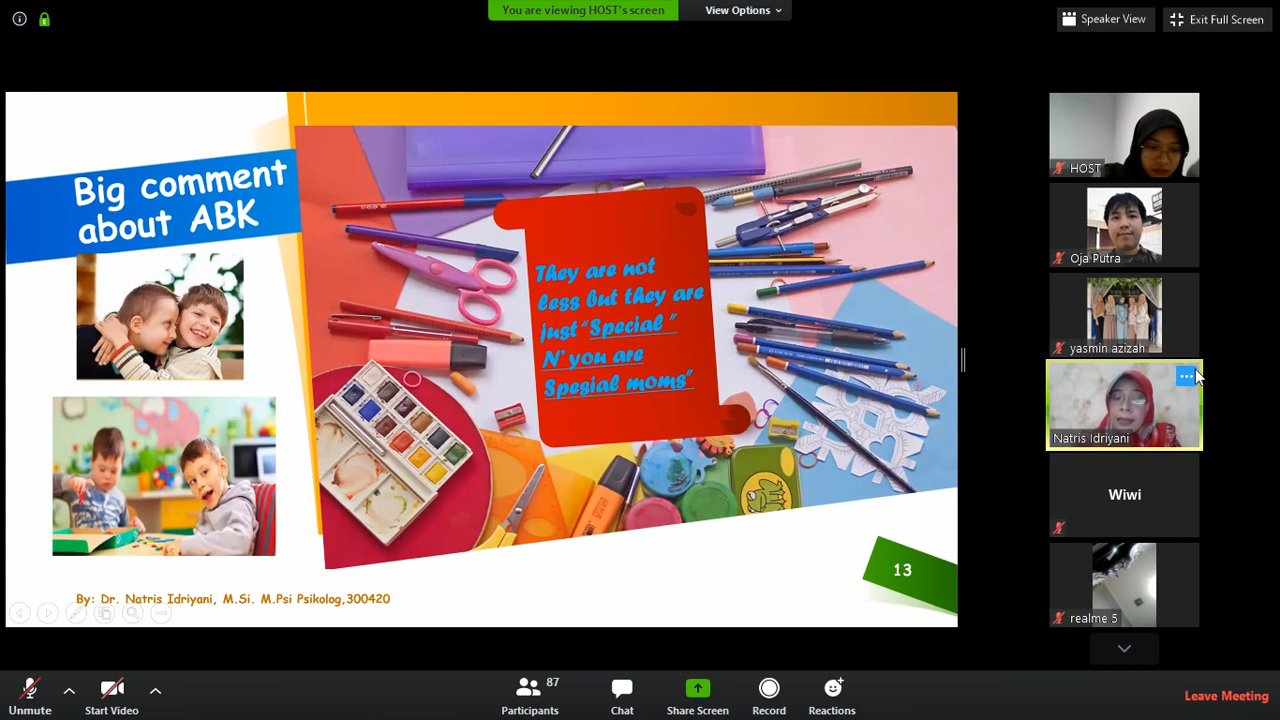 You are viewing HOST's screen
View Options
Speaker View
Exit Full Screen
Big comment
about ABK
They are not
less but they are
just “Special ”
N’ you are
Spesial moms”
13
By: Dr. Natris Idriyani, M.Si. M.Psi Psikolog,300420
HOST
Oja Putra
yasmin azizah
Natris Idriyani
Wiwi
realme 5
Unmute
Start Video
Participants
87
Chat
Share Screen
Record
Reactions
Leave Meeting